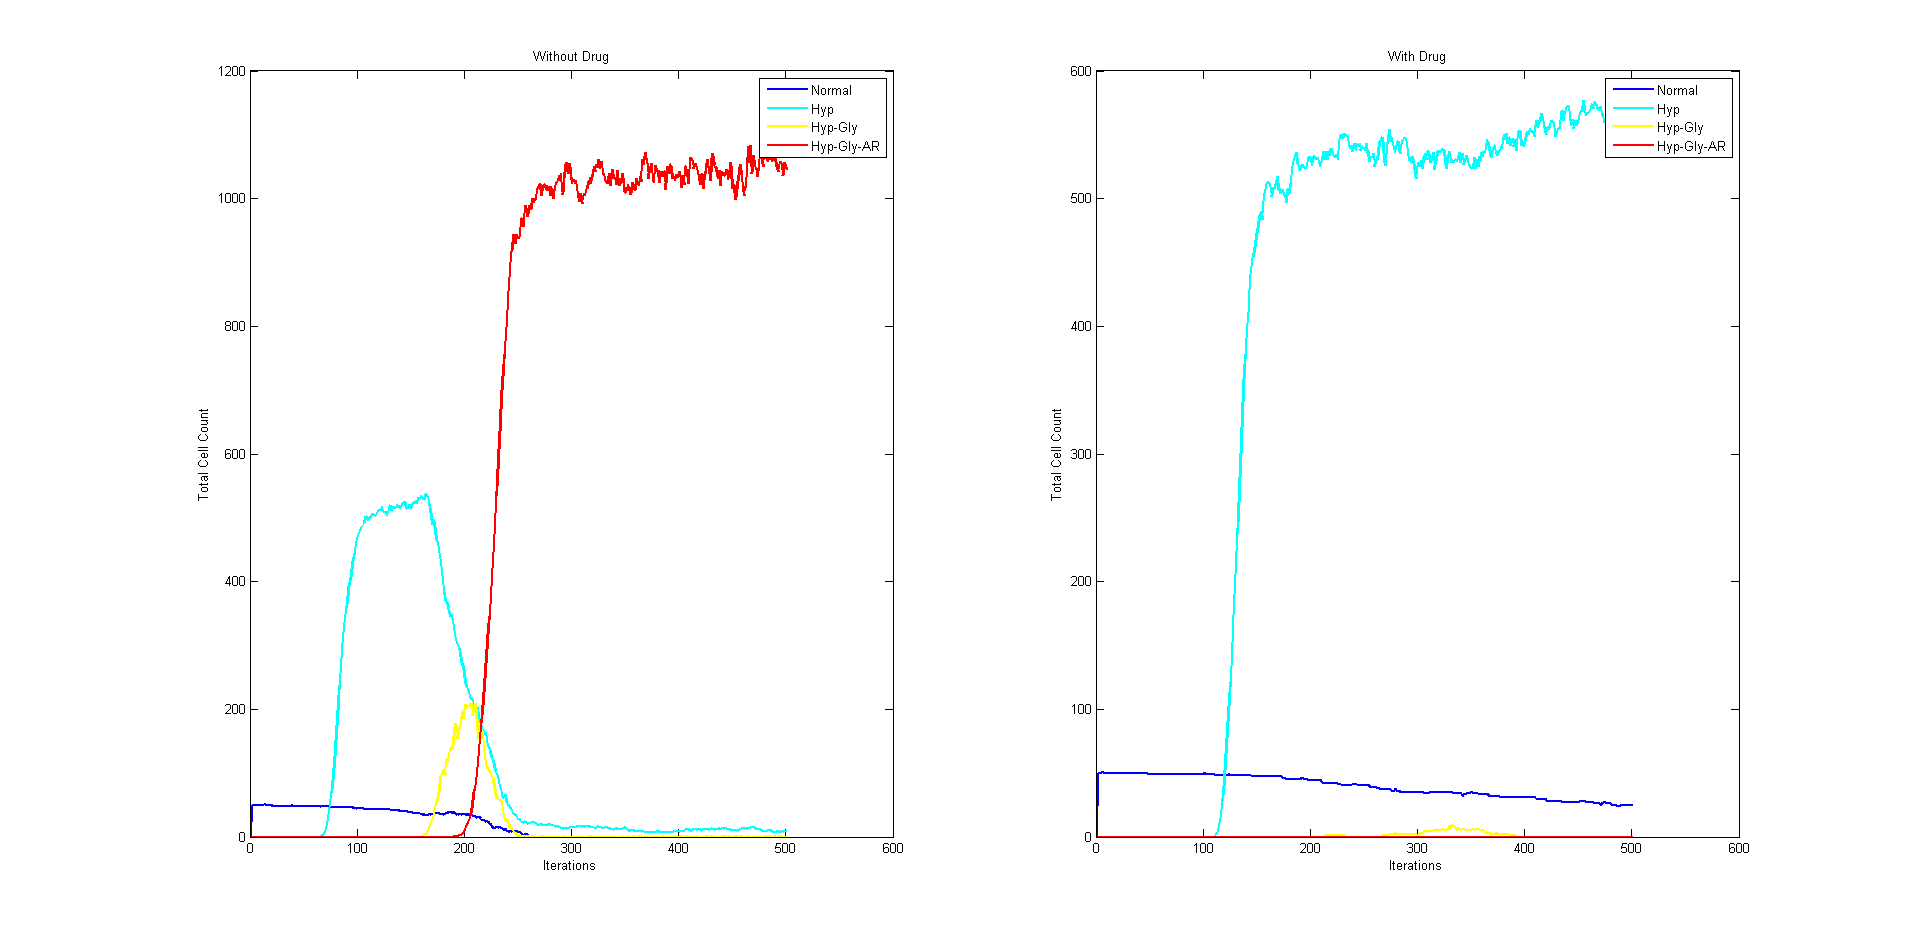 Without Drug
1200
1000
800
600
400
200
0
Total Cell Count
0 100 200 300 400 500 600
Iterations
Normal
Hyp
Hyp-Gly
Hyp-Gly-AR
With Drug
600
500
400
300
200
100
0
Total Cell Count
0 100 200 300 400 500 600
Iterations
Normal
Hyp
Hyp-Gly
Hyp-Gly-AR